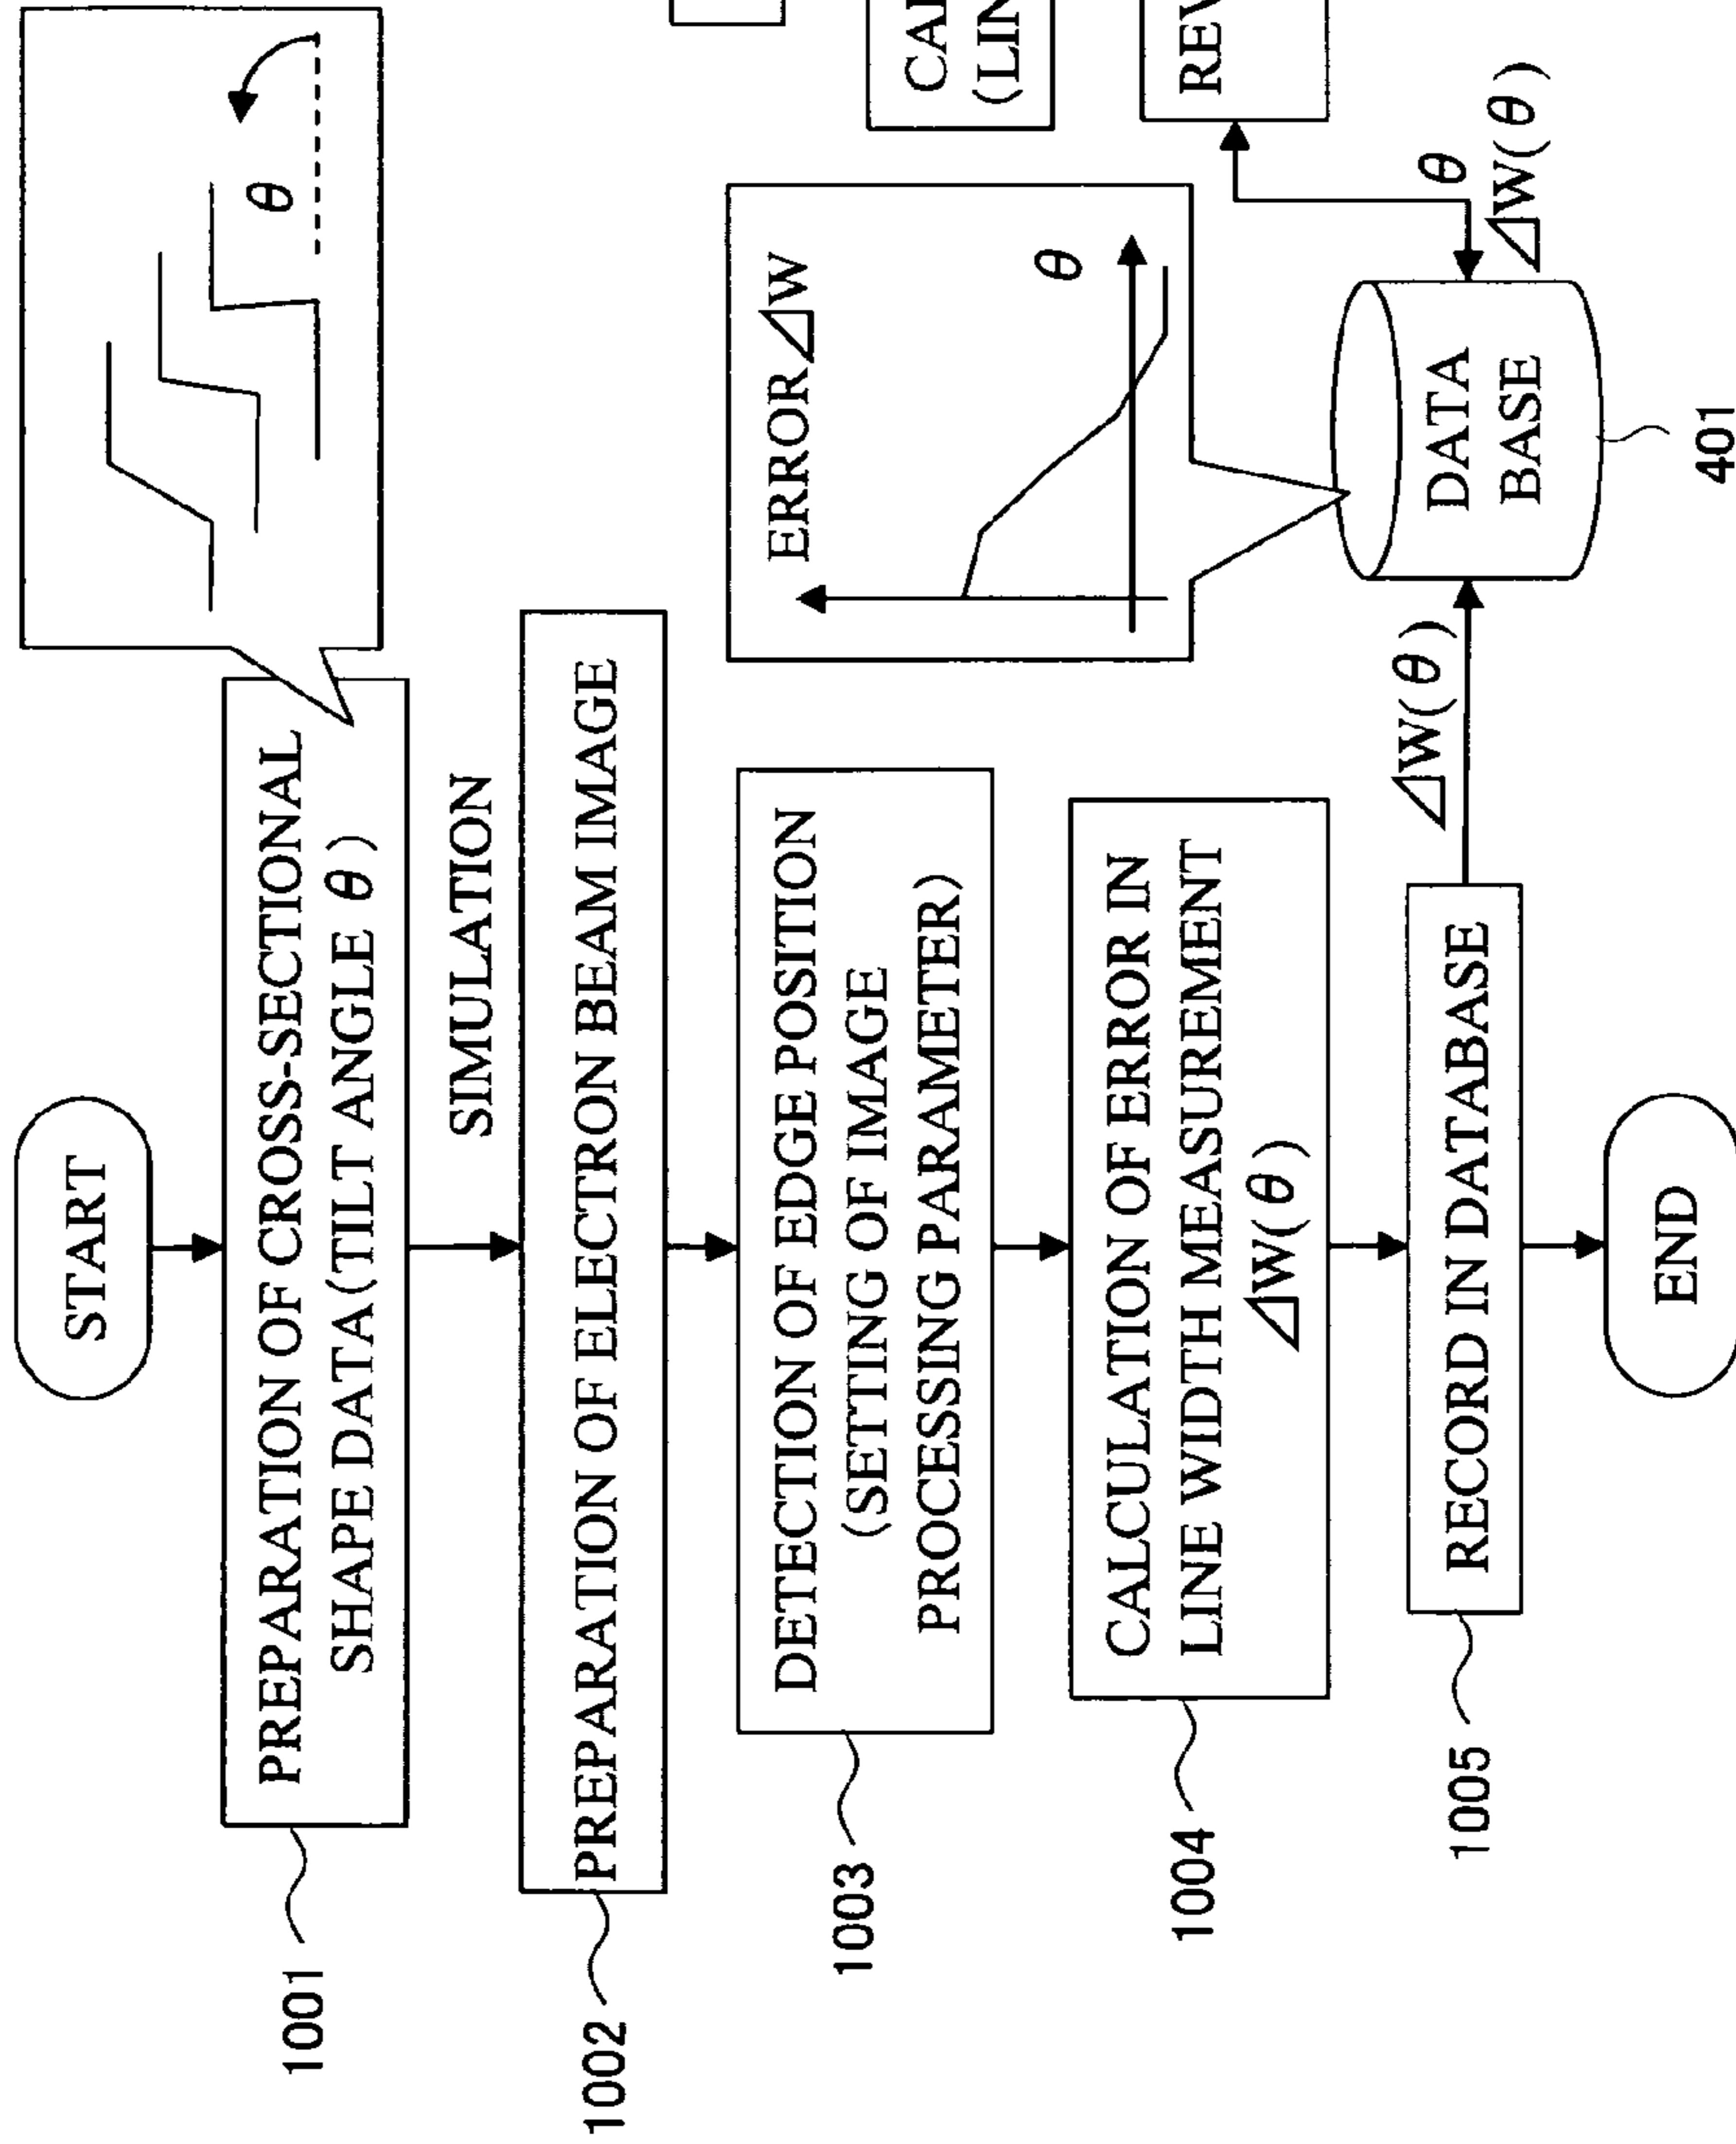 START
1001
PREPARATION OF CROSS-SECTIONAL
SHAPE DATA(TILT ANGLE θ)
θ
SIMULATION
1002
PREPARATION OF ELECTRON BEAM IMAGE
1003
DETECTION OF EDGE POSITION
(SETTING OF IMAGE
PROCESSING PARAMETER)
1004
CALCULATION OF ERROR IN
LINE WIDTH MEASUREMENT
ΔW(θ)
1005
RECORD IN DATABASE
END
ΔW(θ)
ERROR ΔW
θ
DATA
BASE
401
θ
ΔW(θ)